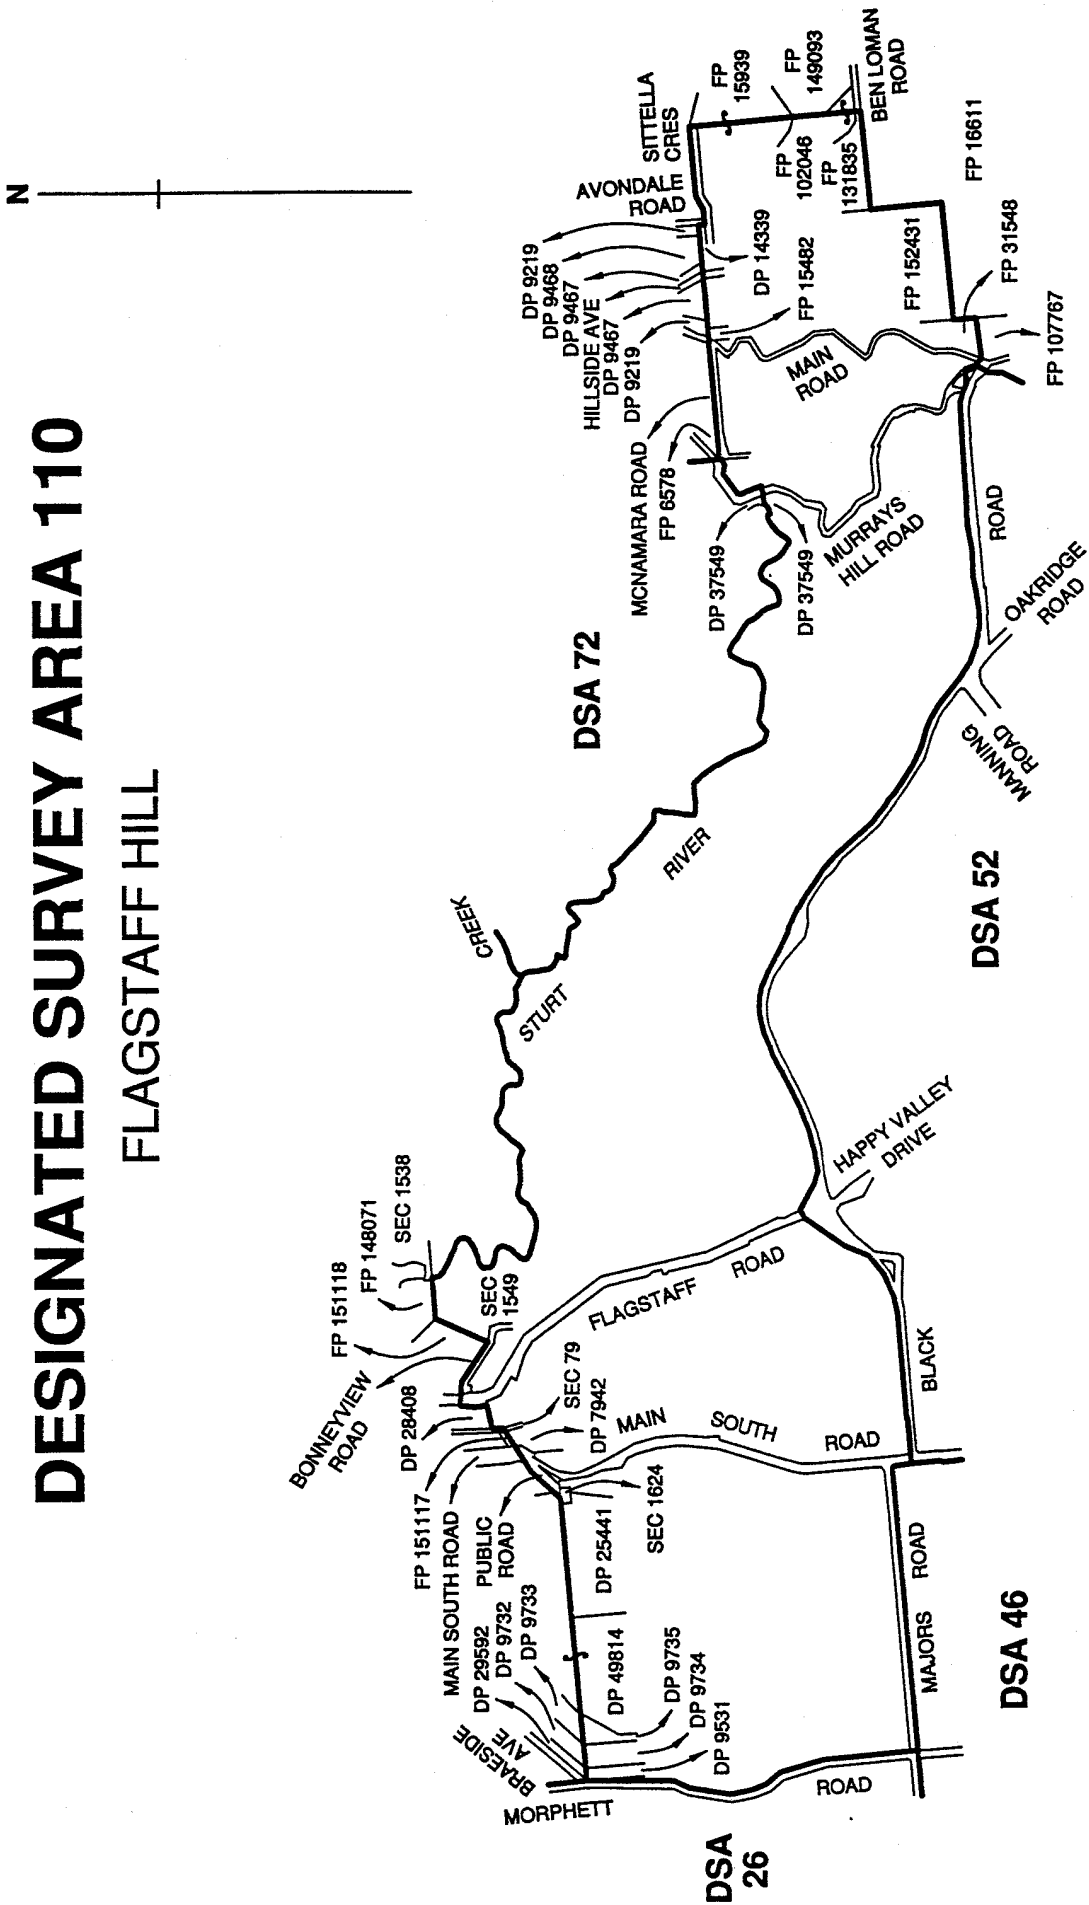 DESIGNATED SURVEY AREA 110
FLAGSTAFF HILL
N
SITTELLA
CRES
AVONDALE
ROAD
FP
15939
FP
149093
BEN LOMAN
ROAD
FP
102046
FP
131835
FP 16611
FP 152431
FP 31548
FP 107767
DP 9219
DP 9468
DP 9467
HILLSIDE AVE
DP 9467
DP 9219
DP 14339
FP 15482
MAIN
ROAD
MCNAMARA ROAD
FP 6578
DP 37549
DP 37549
MURRAYS
HILL ROAD
ROAD
OAKRIDGE
ROAD
MANNING
ROAD
DSA 72
RIVER
CREEK
STURT
DSA 52
HAPPY VALLEY
DRIVE
SEC 1538
FP 148071
FP 151118
SEC
1549
BONNEYVIEW
ROAD
FLAGSTAFF
ROAD
BLACK
DP 28408
SEC 79
DP 7942
MAIN
SOUTH
ROAD
FP 151117
MAIN SOUTH ROAD
PUBLIC
ROAD
SEC 1624
DP 25441
DP 29592
DP 9732
DP 9733
DP 49814
DP 9735
DP 9734
DP 9531
BRAESIDE
AVE
MORPHETT
ROAD
MAJORS
ROAD
DSA 46
DSA
26